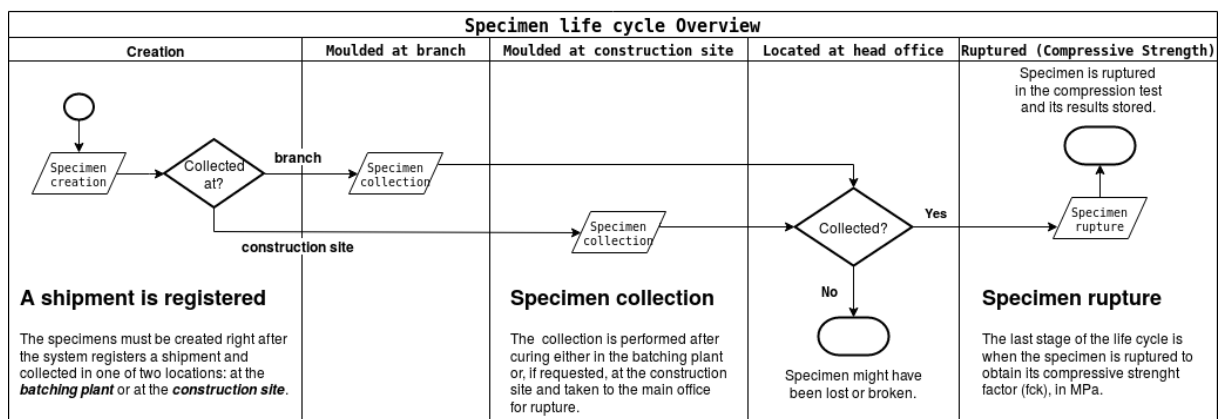 Specimen life cycle Overview
Creation
Moulded at branch
Moulded at construction site
Located at head office
Ruptured (Compressive Strength)
Specimen is ruptured
in the compression test
and its results stored.
Specimen
creation
Collected
at?
branch
Specimen
collection
construction site
Specimen
collection
Collected?
Yes
Specimen
rupture
No
Specimen might have
been lost or broken.
A shipment is registered
The specimens must be created right after
the system registers a shipment and
collected in one of two locations: at the
batching plant or at the construction site.
Specimen collection
The collection is performed after
curing either in the batching plant
or, if requested, at the construction
site and taken to the main office
for rupture.
Specimen rupture
The last stage of the life cycle is
when the specimen is ruptured to
obtain its compressive strenght
factor (fck), in MPa.